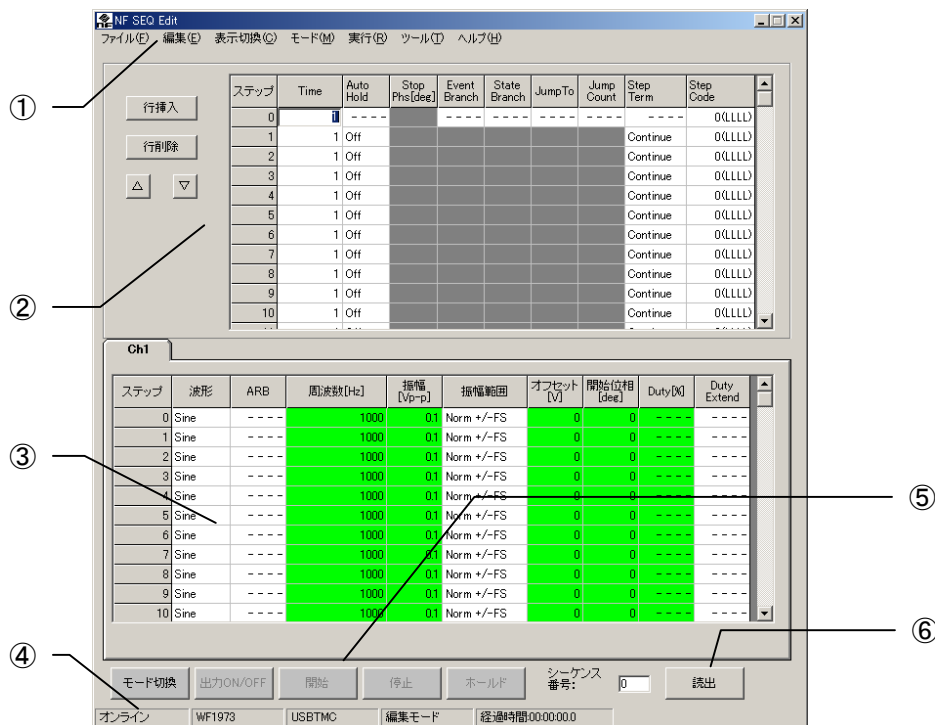 NF SEQ Edit
ファイル(F) 編集(E) 表示切換(C) モード(M) 実行(R) ツール(T) ヘルプ(H)
①
行挿入
行削除
△ ▽
②
ステップ Time Auto Hold Stop Phs[deg] Event Branch State Branch JumpTo Jump Count Step Term Step Code
0 1 ---- ---- ---- ---- ---- ---- 0(LLLL)
1 1 Off Continue 0(LLLL)
2 1 Off Continue 0(LLLL)
3 1 Off Continue 0(LLLL)
4 1 Off Continue 0(LLLL)
5 1 Off Continue 0(LLLL)
6 1 Off Continue 0(LLLL)
7 1 Off Continue 0(LLLL)
8 1 Off Continue 0(LLLL)
9 1 Off Continue 0(LLLL)
10 1 Off Continue 0(LLLL)
Ch1
ステップ 波形 ARB 周波数[Hz] 振幅[Vp-p] 振幅範囲 オフセット[V] 開始位相[deg] Duty[%] Duty Extend
0 Sine ---- 1000 0.1 Norm +/-FS 0 0 ---- ----
1 Sine ---- 1000 0.1 Norm +/-FS 0 0 ---- ----
2 Sine ---- 1000 0.1 Norm +/-FS 0 0 ---- ----
3 Sine ---- 1000 0.1 Norm +/-FS 0 0 ---- ----
4 Sine ---- 1000 0.1 Norm +/-FS 0 0 ---- ----
5 Sine ---- 1000 0.1 Norm +/-FS 0 0 ---- ----
6 Sine ---- 1000 0.1 Norm +/-FS 0 0 ---- ----
7 Sine ---- 1000 0.1 Norm +/-FS 0 0 ---- ----
8 Sine ---- 1000 0.1 Norm +/-FS 0 0 ---- ----
9 Sine ---- 1000 0.1 Norm +/-FS 0 0 ---- ----
10 Sine ---- 1000 0.1 Norm +/-FS 0 0 ---- ----
③
⑤
⑥
④
モード切換 出力ON/OFF 開始 停止 ホールド シーケンス番号: 0 読出
オンライン WF1973 USBTMC 編集モード 経過時間:00:00:00.0